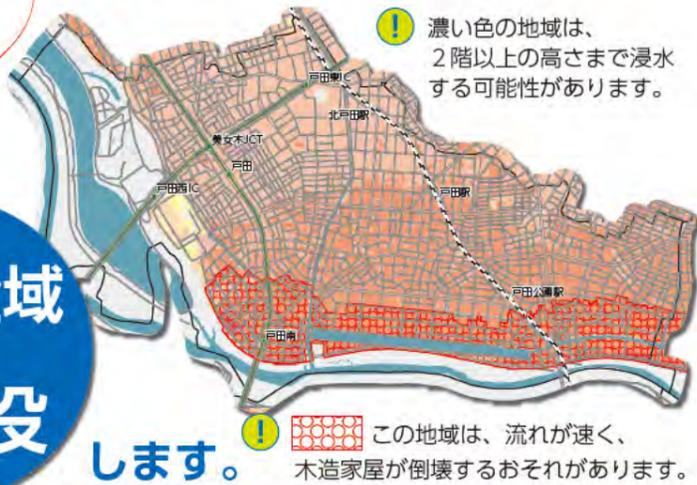 濃い色の地域は、
２階以上の高さまで浸水
する可能性があります。
戸田東IC
北戸田駅
美女木JCT
戸田
戸田西IC
戸田駅
戸田公園駅
戸田南
域
没
します。
この地域は、流れが速く、
木造家屋が倒壊するおそれがあります。